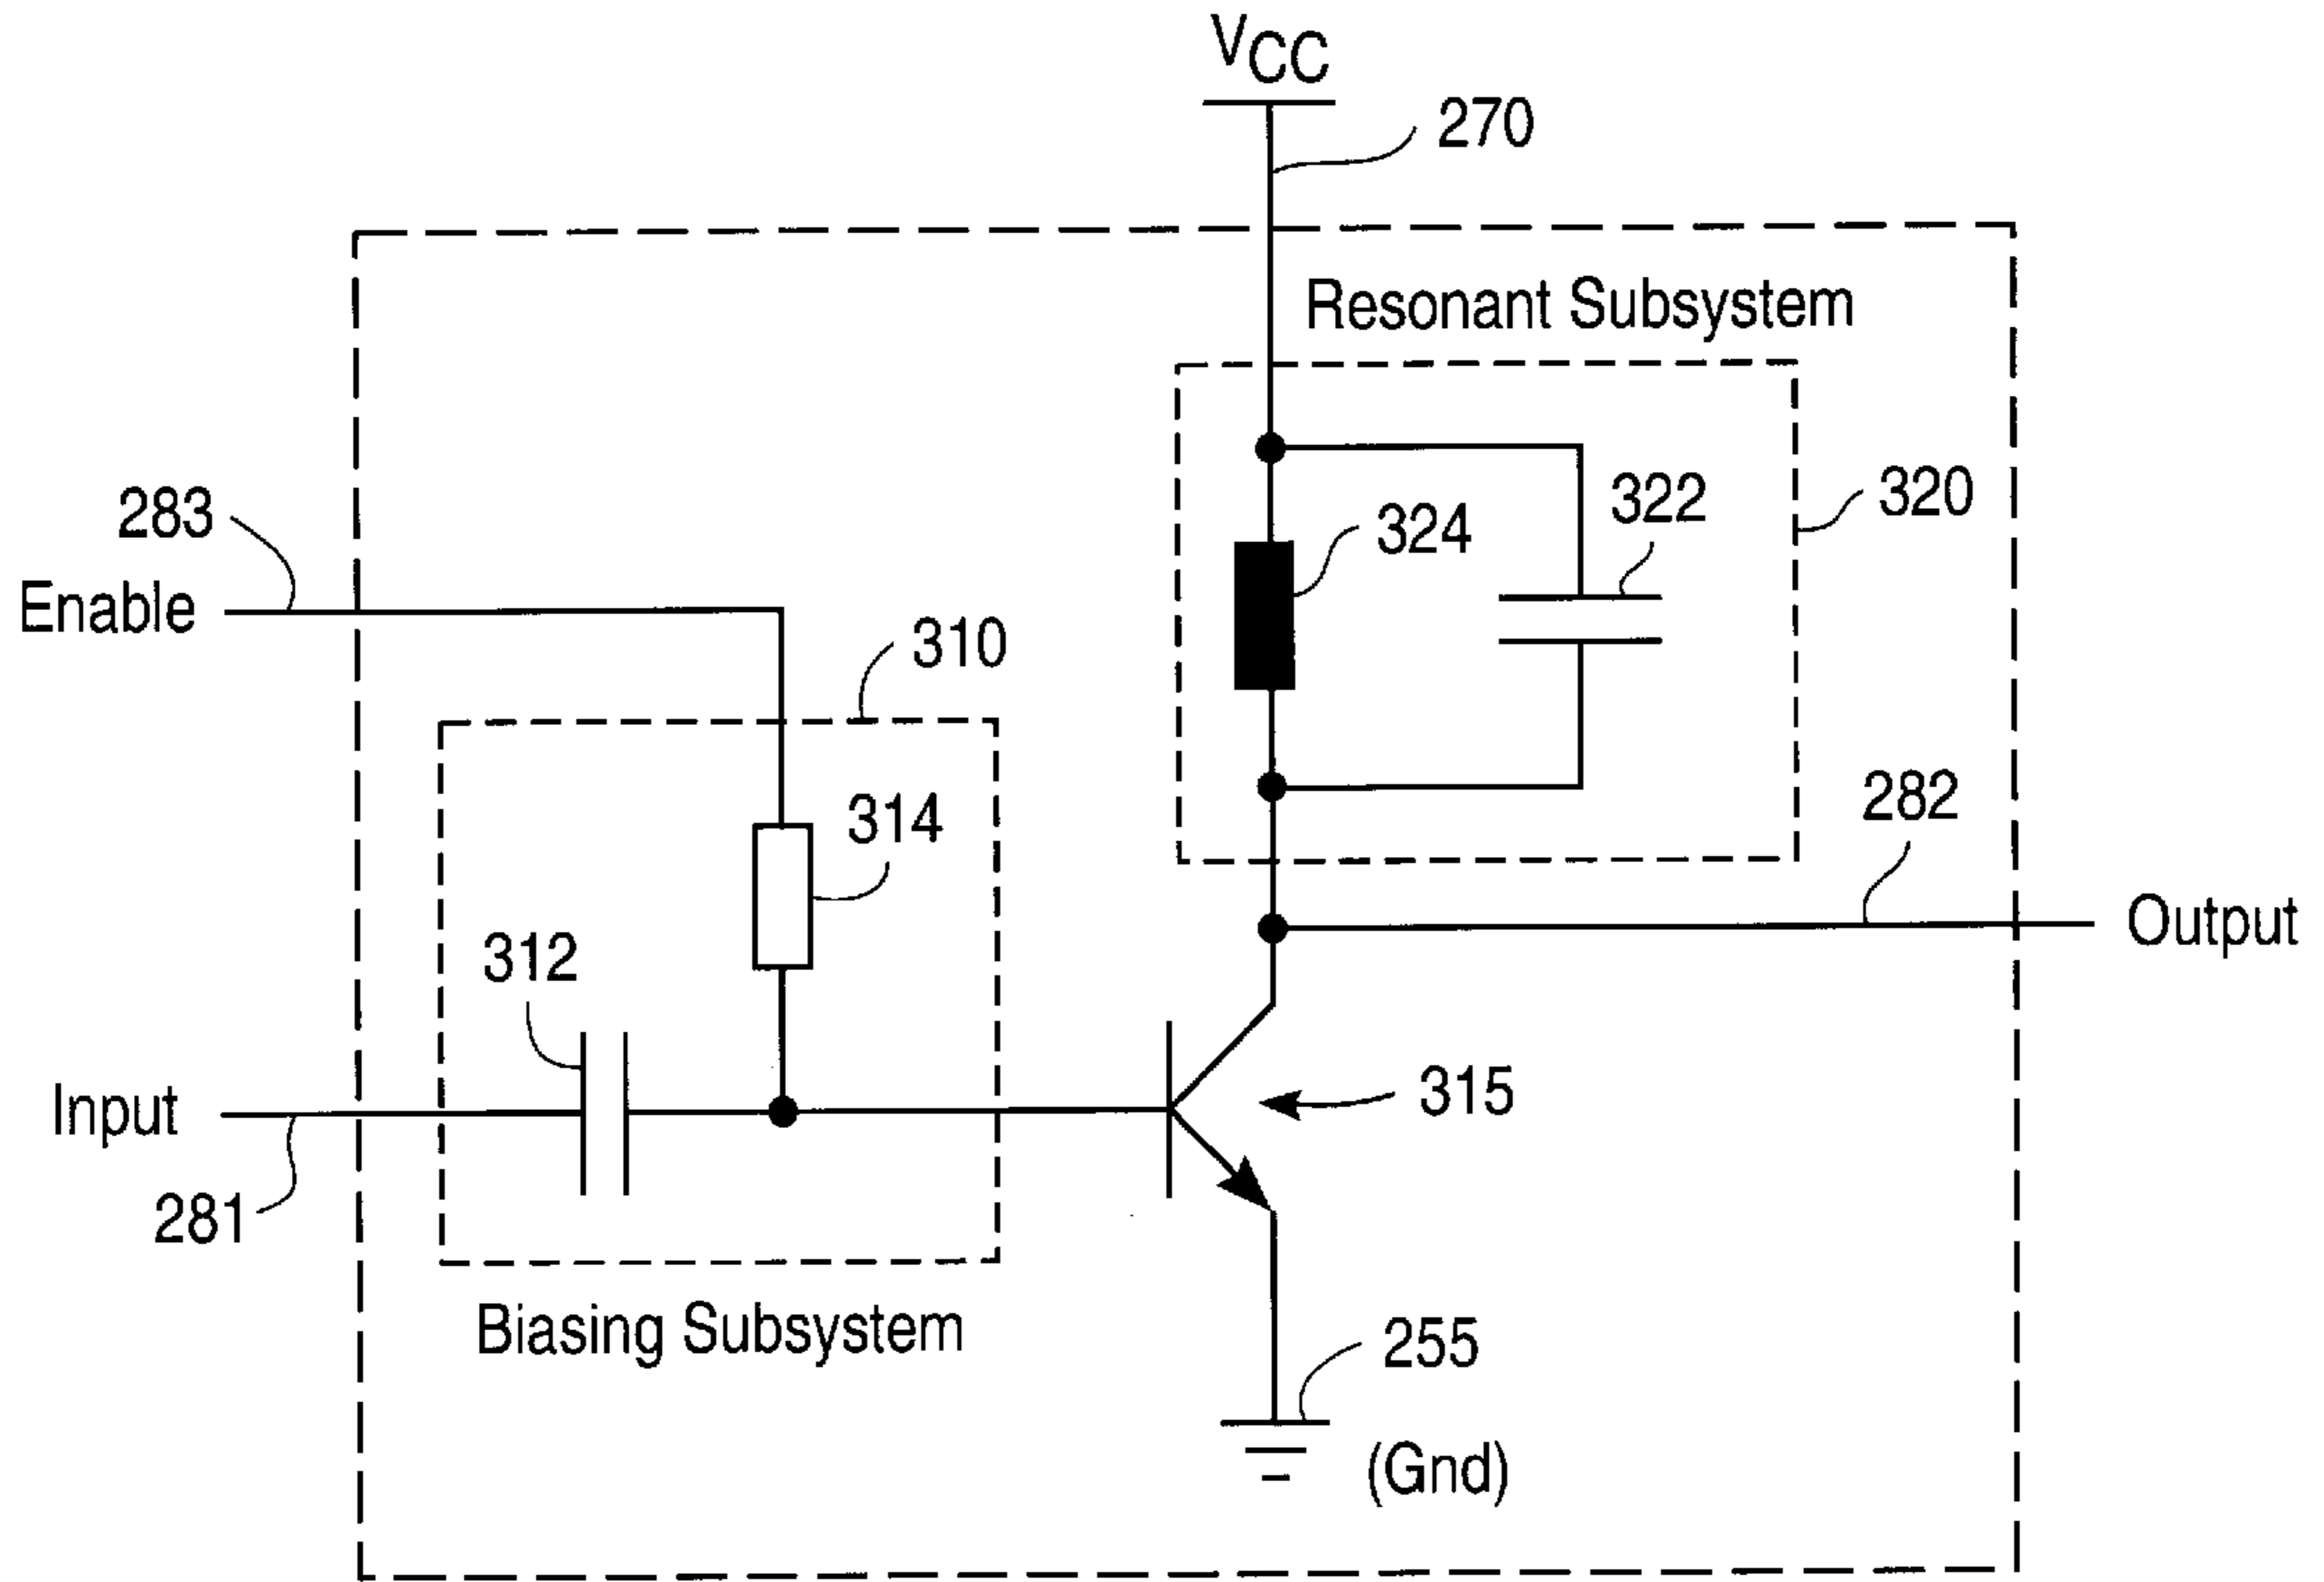 VCC
270
Resonant Subsystem
283
Enable
324
322
320
310
314
282
Output
312
Input
281
315
Biasing Subsystem
255
(Gnd)